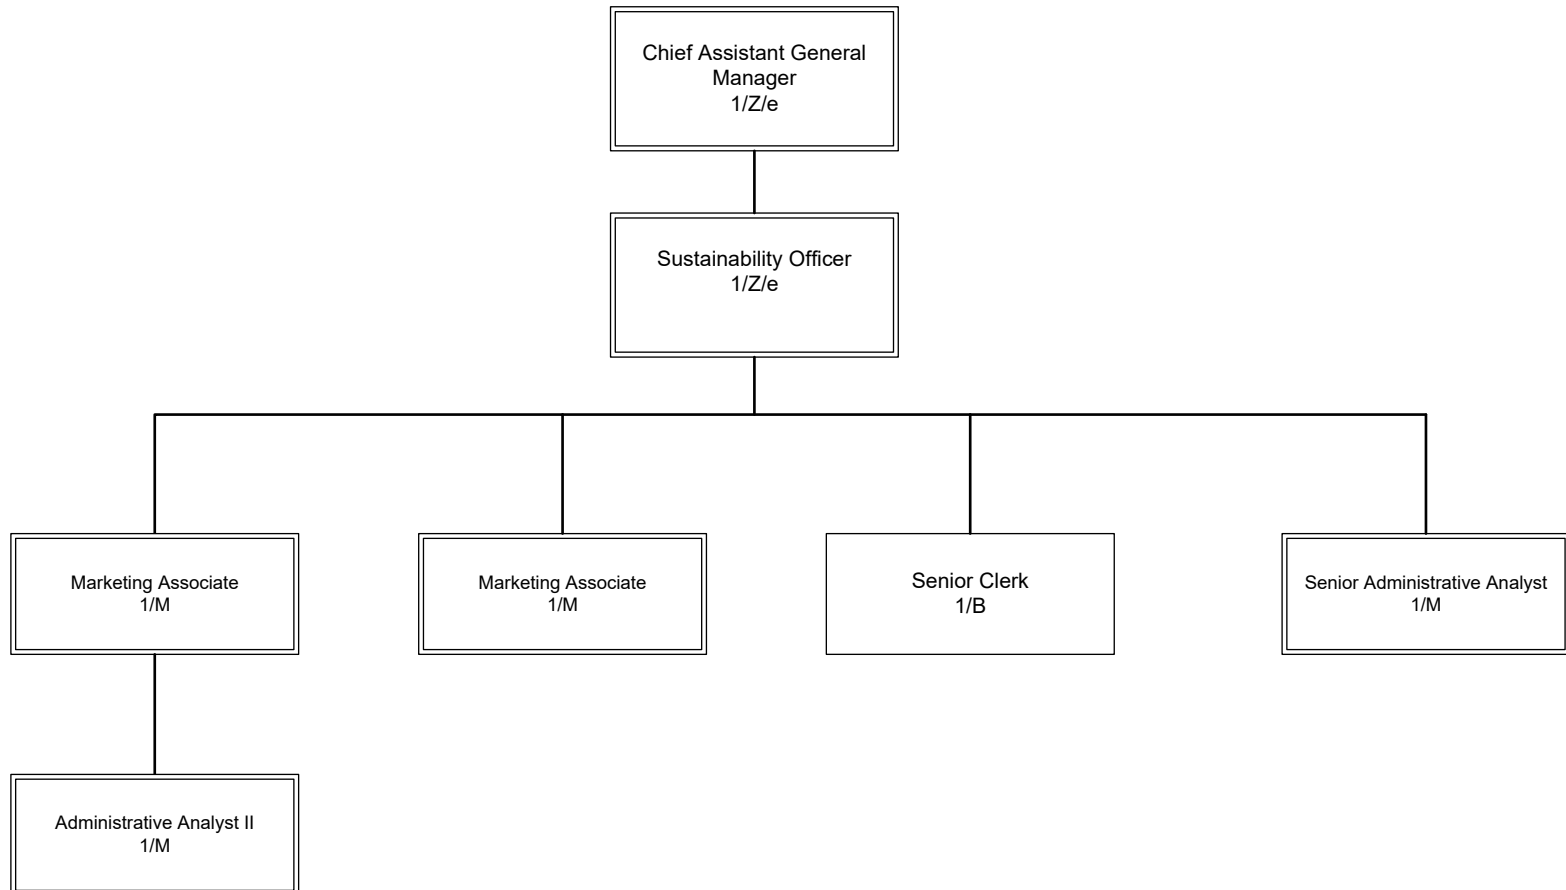 Chief Assistant General
Manager
1/Z/e
Sustainability Officer
1/Z/e
Marketing Associate
1/M
Marketing Associate
1/M
Senior Clerk
1/B
Senior Administrative Analyst
1/M
Administrative Analyst II
1/M